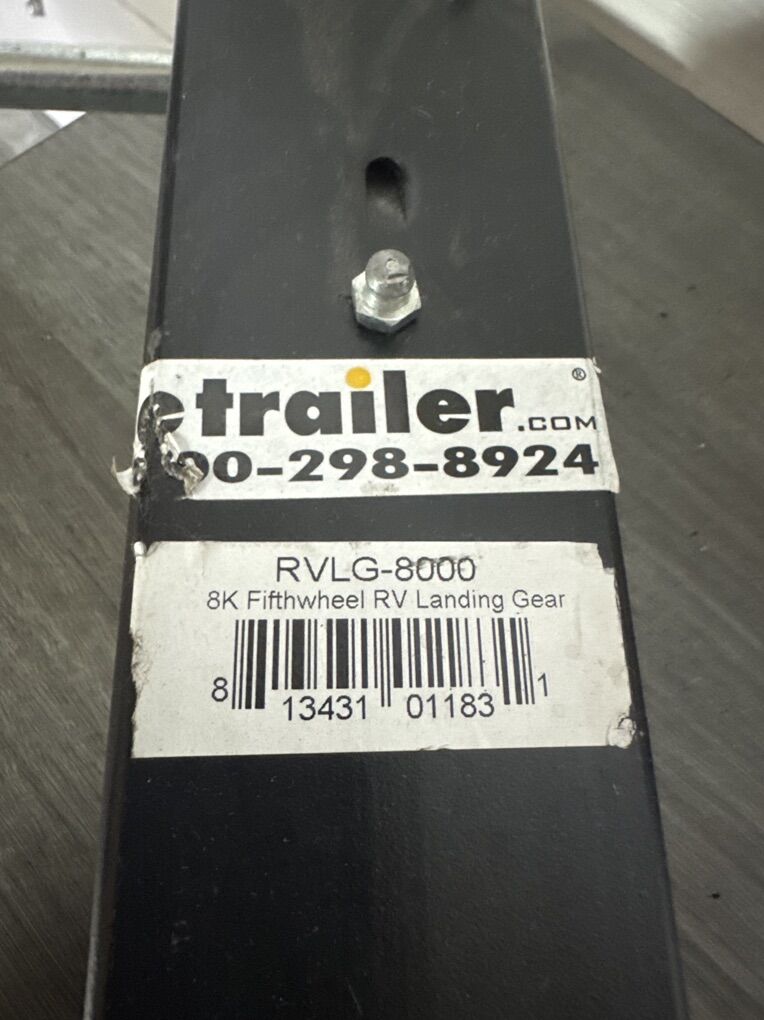 etrailer.com®
00-298-8924
RVLG-8000
8K Fifthwheel RV Landing Gear
8 13431 01183 1